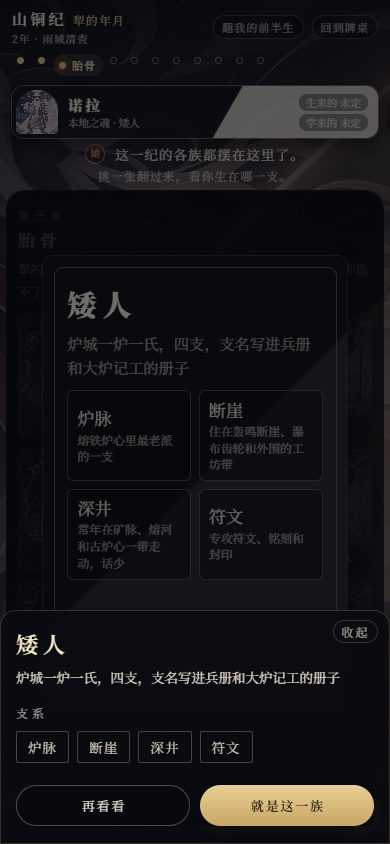 山铜纪 犁的年月
2年 · 雨城清查
翻我的前半生
回到牌桌
胎骨
诺拉
本地之魂 · 矮人
生来的 未定
学来的 未定
她 这一纪的各族都摆在这里了。
挑一张翻过来，看你生在哪一支。
第三步
胎骨
矮人
炉城一炉一氏，四支，支名写进兵册
和大炉记工的册子
炉脉
熔铁炉心里最老派
的一支
断崖
住在轰鸣断崖、瀑
布齿轮和外围的工
坊带
深井
常年在矿脉、熔河
和古炉心一带走
动，话少
符文
专攻符文、铭刻和
封印
矮人
收起
炉城一炉一氏，四支，支名写进兵册和大炉记工的册子
支系
炉脉
断崖
深井
符文
再看看
就是这一族